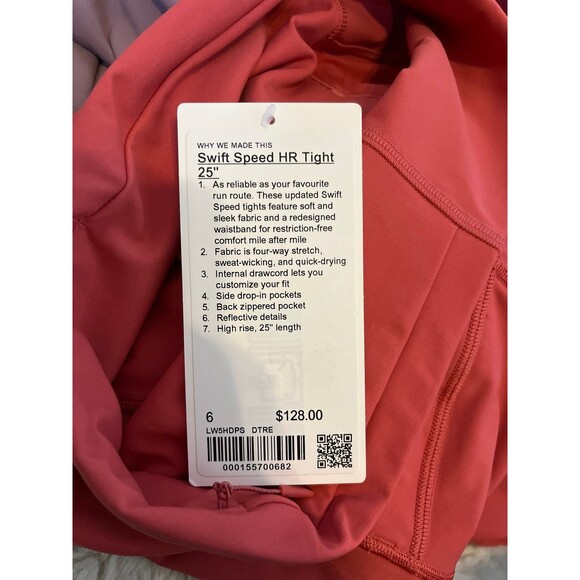 WHY WE MADE THIS
Swift Speed HR Tight
25"
1. As reliable as your favourite
run route. These updated Swift
Speed tights feature soft and
sleek fabric and a redesigned
waistband for restriction-free
comfort mile after mile
2. Fabric is four-way stretch,
sweat-wicking, and quick-drying
3. Internal drawcord lets you
customize your fit
4. Side drop-in pockets
5. Back zippered pocket
6. Reflective details
7. High rise, 25" length
6 $128.00
LW5HDPS DTRE
000155700682